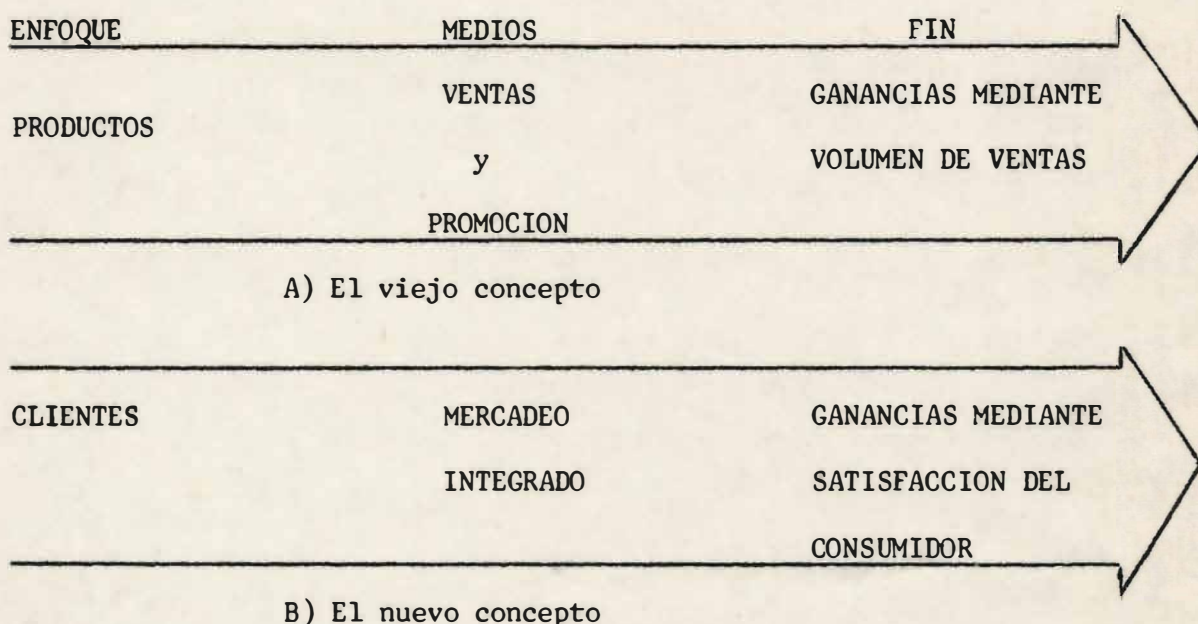 ENFOQUE MEDIOS FIN
VENTAS GANANCIAS MEDIANTE
PRODUCTOS
y VOLUMEN DE VENTAS
PROMOCION
A) El viejo concepto
CLIENTES MERCADEO GANANCIAS MEDIANTE
INTEGRADO SATISFACCION DEL
CONSUMIDOR
B) El nuevo concepto